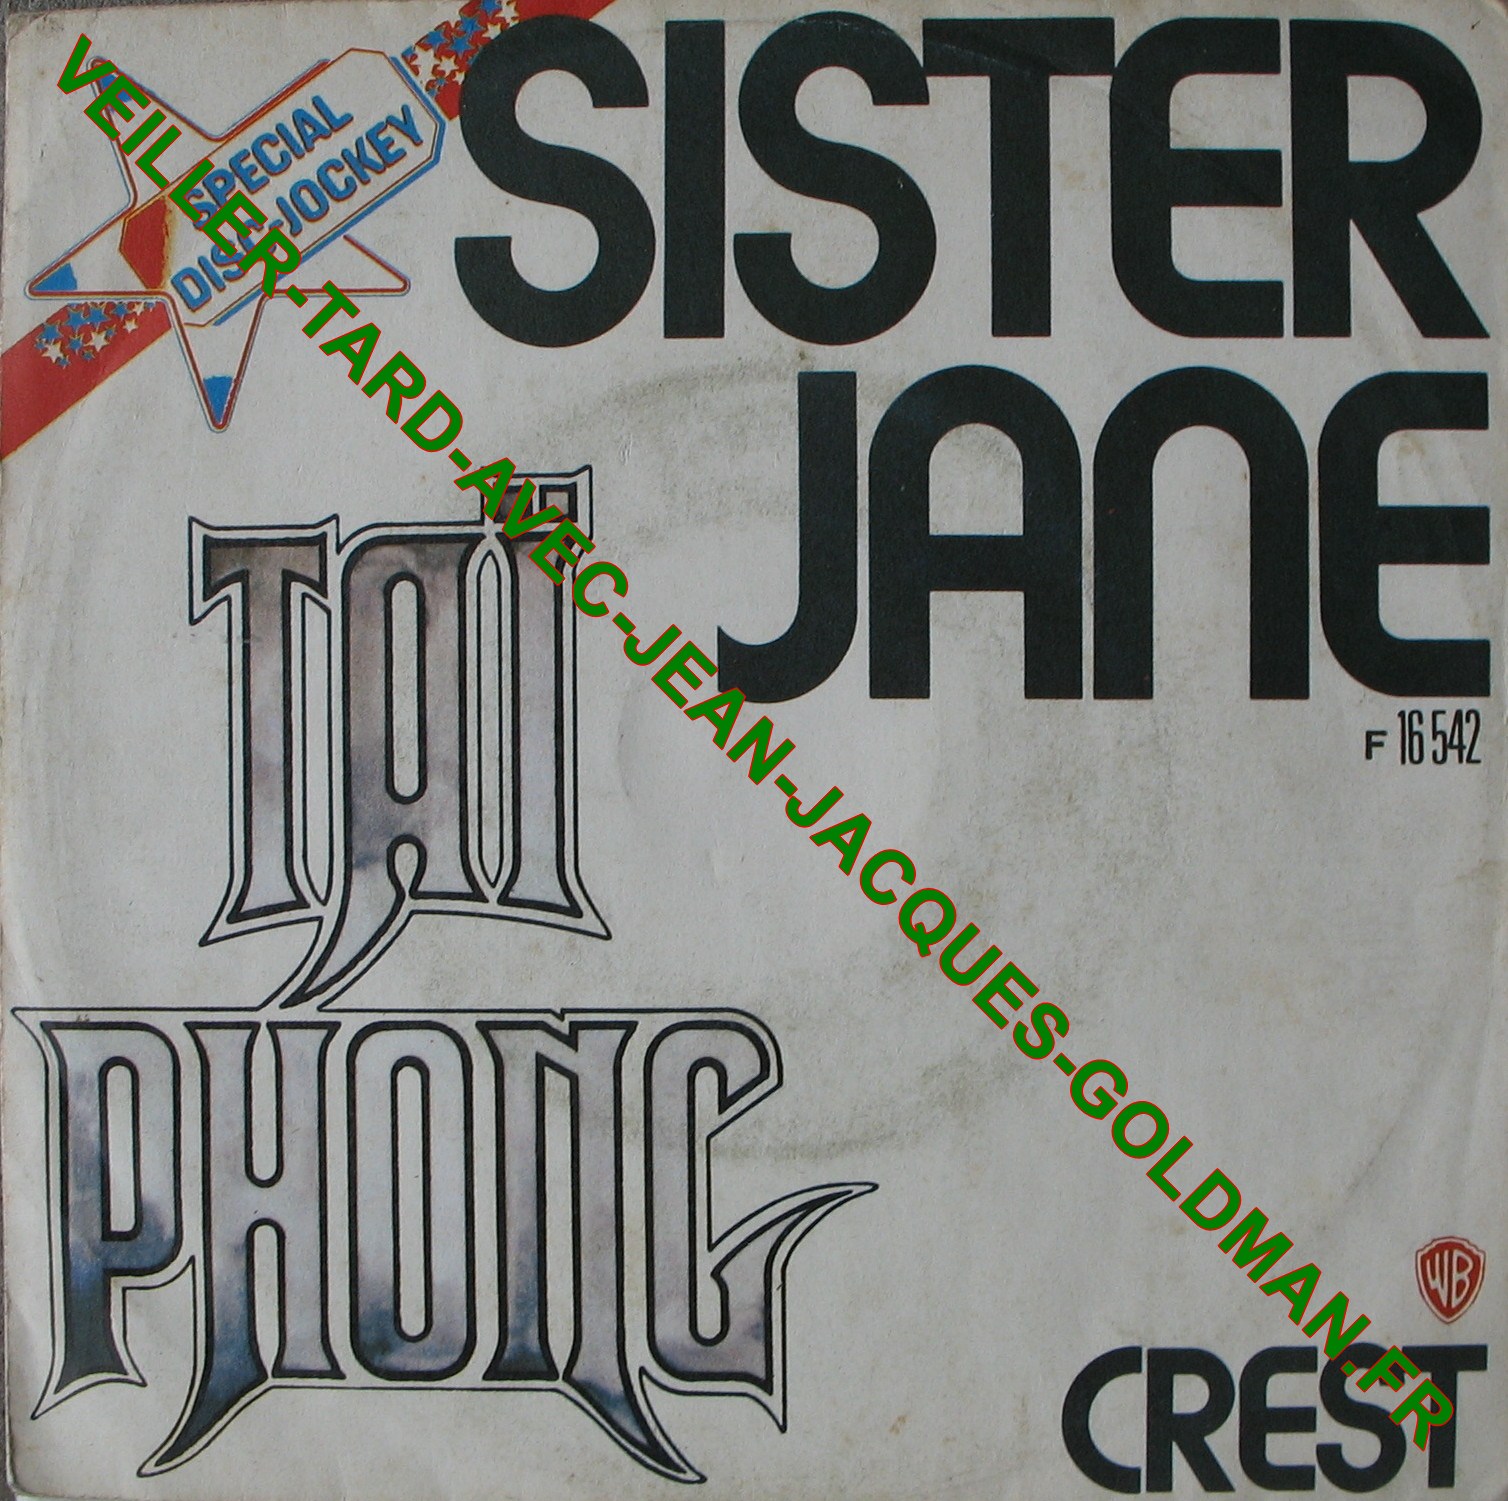 SISTER
JANE
SPECIAL
DISC-JOCKEY
F 16 542
TAÏ
PHONG
WB
CREST
VEILLER-TARD-AVEC-JEAN-JACQUES-GOLDMAN.FR